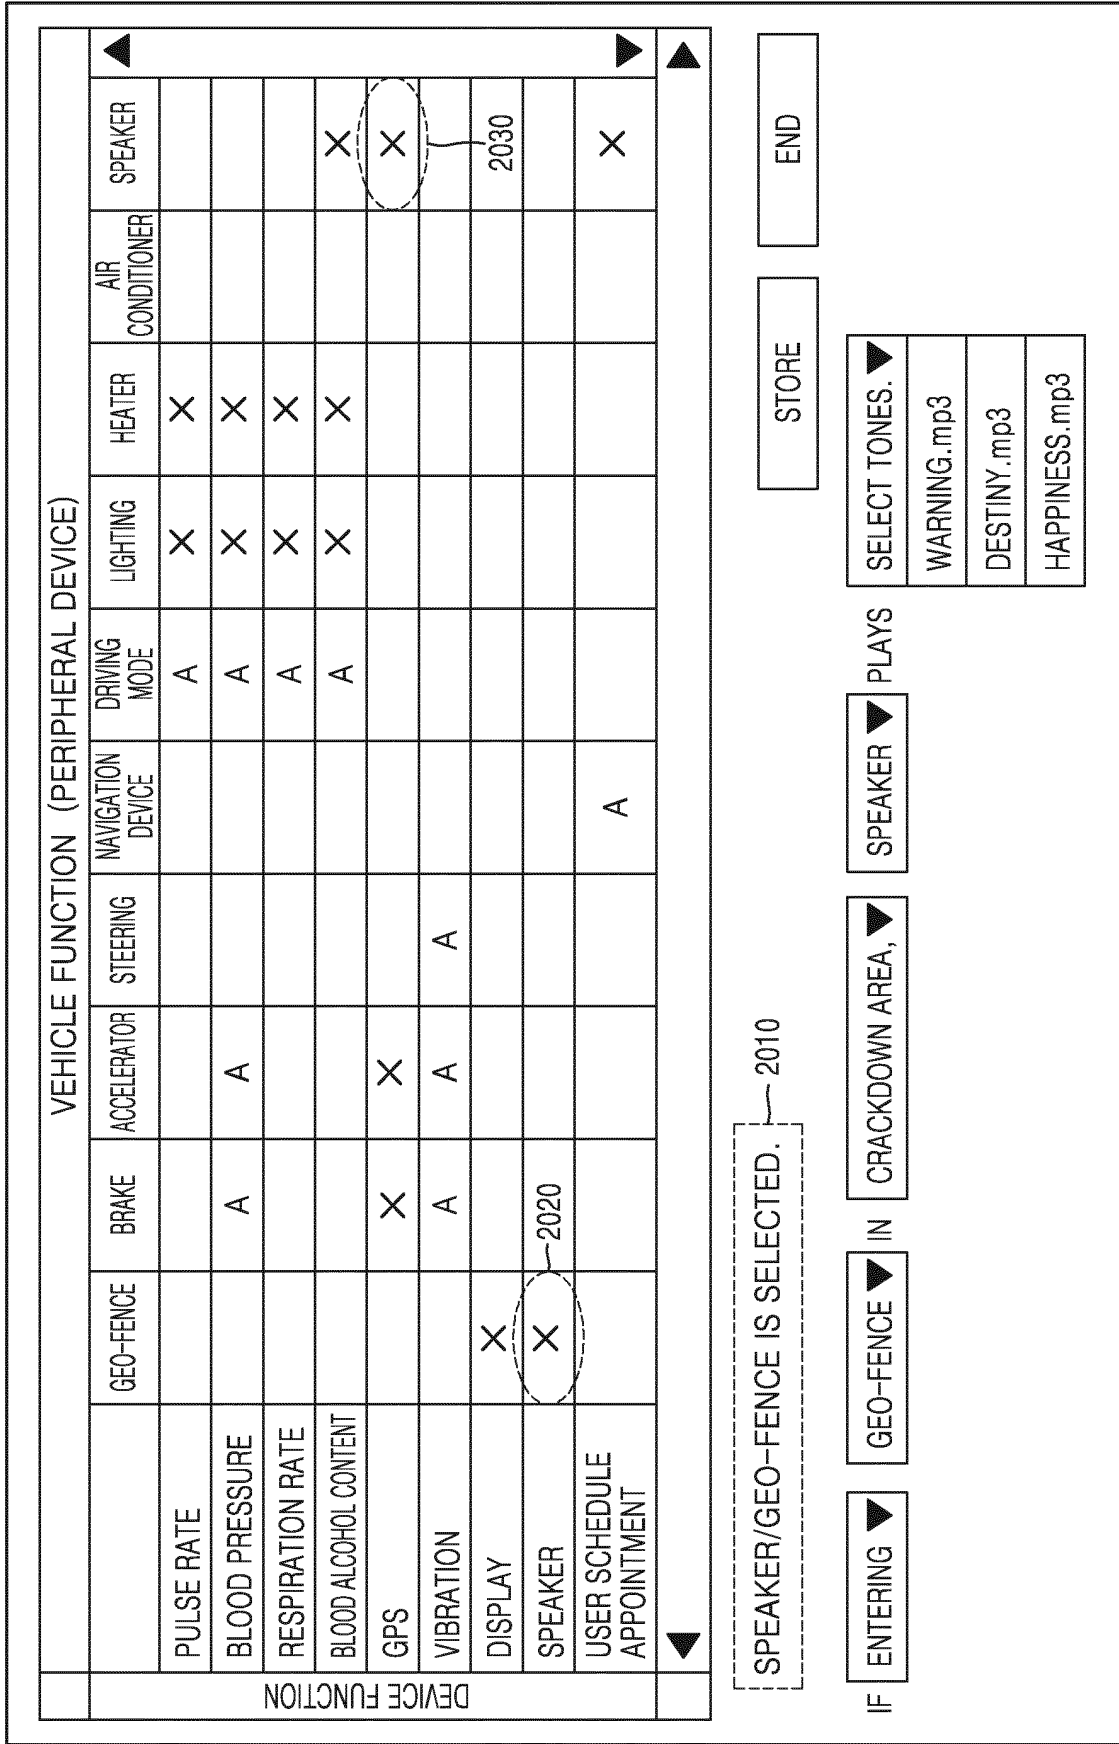 VEHICLE FUNCTION (PERIPHERAL DEVICE)
GEO-FENCE BRAKE ACCELERATOR STEERING NAVIGATION DEVICE DRIVING MODE LIGHTING HEATER AIR CONDITIONER SPEAKER
DEVICE FUNCTION
PULSE RATE A X X
BLOOD PRESSURE A A A X X
RESPIRATION RATE A X X
BLOOD ALCOHOL CONTENT A X X X
GPS X X X
VIBRATION A A A
DISPLAY X
SPEAKER X
USER SCHEDULE APPOINTMENT A X
2020
2030
SPEAKER/GEO-FENCE IS SELECTED.
2010
STORE
END
IF ENTERING ▼ GEO-FENCE ▼ IN CRACKDOWN AREA, ▼ SPEAKER ▼ PLAYS SELECT TONES. ▼
WARNING.mp3
DESTINY.mp3
HAPPINESS.mp3